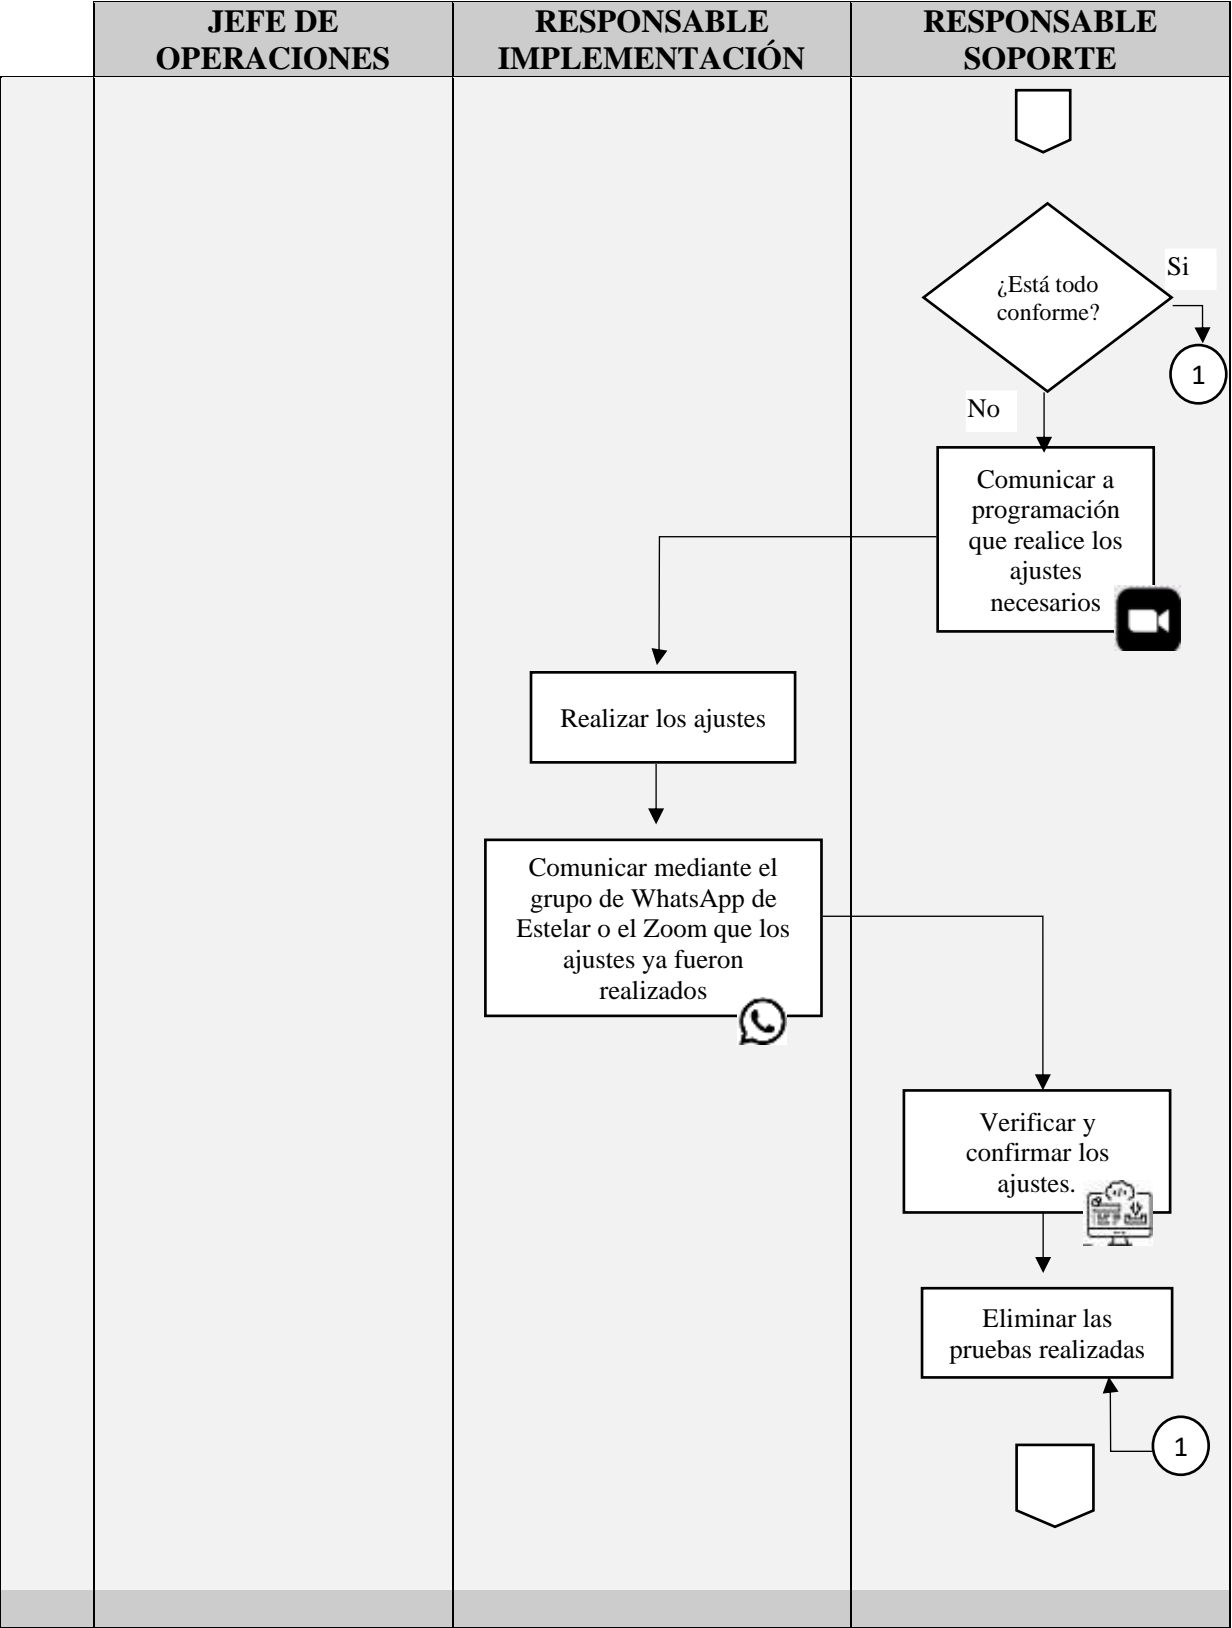 JEFE DE
OPERACIONES
RESPONSABLE
IMPLEMENTACIÓN
RESPONSABLE
SOPORTE
¿Está todo
conforme?
Si
1
No
Comunicar a
programación
que realice los
ajustes
necesarios
Realizar los ajustes
Comunicar mediante el
grupo de WhatsApp de
Estelar o el Zoom que los
ajustes ya fueron
realizados
Verificar y
confirmar los
ajustes.
Eliminar las
pruebas realizadas
1